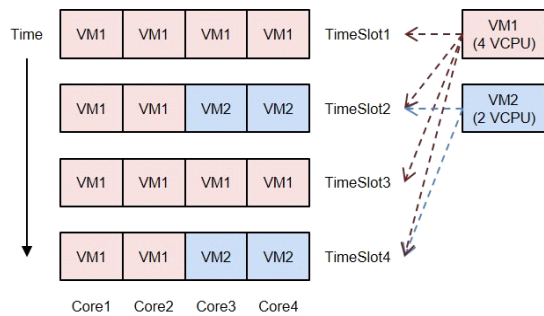 Time VM1 VM1 VM1 VM1 TimeSlot1 VM1
(4 VCPU)
VM1 VM1 VM2 VM2 TimeSlot2 VM2
(2 VCPU)
VM1 VM1 VM1 VM1 TimeSlot3
VM1 VM1 VM2 VM2 TimeSlot4
Core1 Core2 Core3 Core4